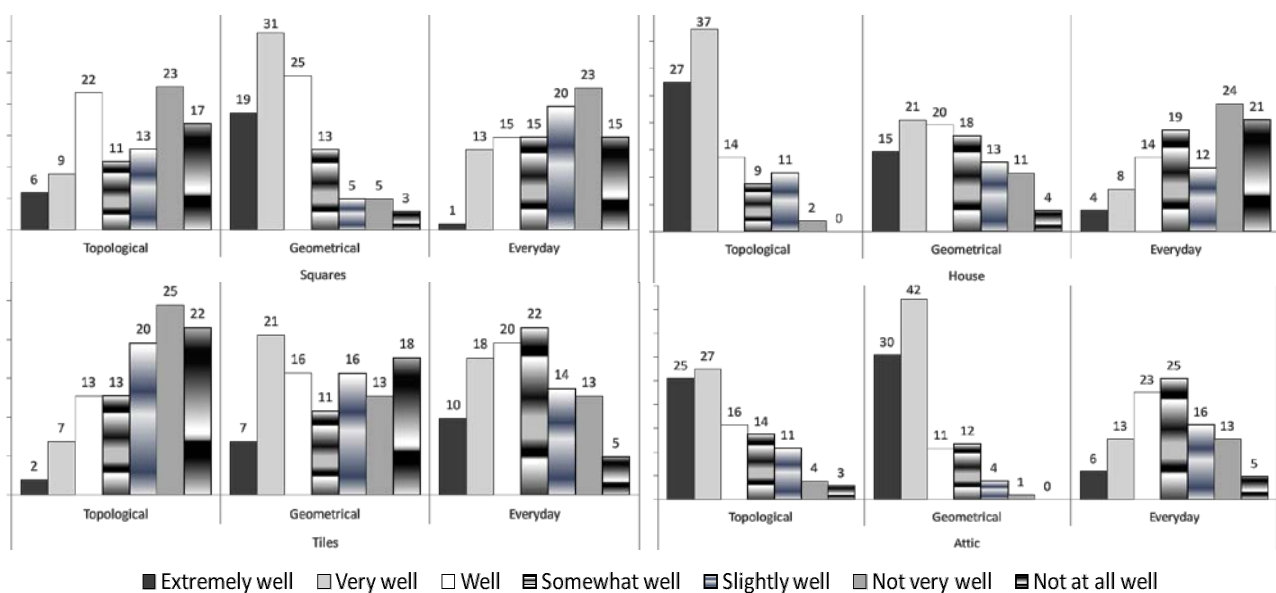 6 9 22 11 13 23 17
19 31 25 13 5 5 3
1 13 15 15 20 23 15
Topological Geometrical Everyday
Squares
27 37 14 9 11 2 0
15 21 20 18 13 11 4
4 8 14 19 12 24 21
Topological Geometrical Everyday
House
2 7 13 13 20 25 22
7 21 16 11 16 13 18
10 18 20 22 14 13 5
Topological Geometrical Everyday
Tiles
25 27 16 14 11 4 3
30 42 11 12 4 1 0
6 13 23 25 16 13 5
Topological Geometrical Everyday
Attic
Extremely well Very well Well Somewhat well Slightly well Not very well Not at all well